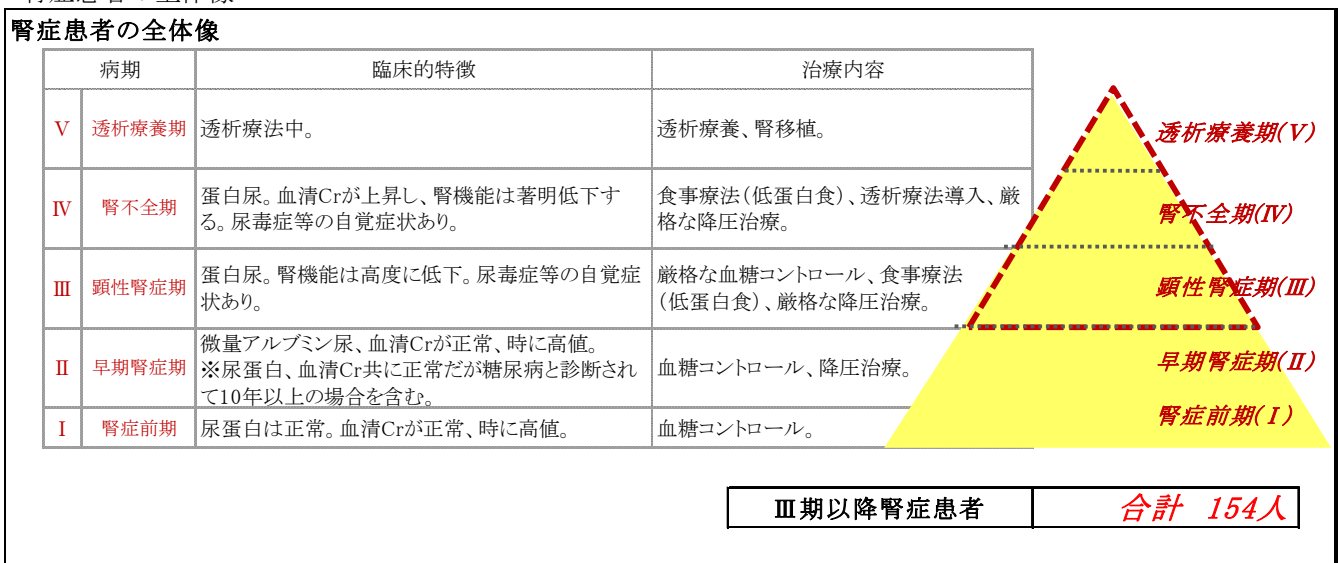 腎症患者の全体像
病期 臨床的特徴 治療内容
Ⅴ 透析療養期 透析療法中。 透析療養、腎移植。
Ⅳ 腎不全期
蛋白尿。血清Crが上昇し、腎機能は著明低下す
る。尿毒症等の自覚症状あり。
食事療法(低蛋白食)、透析療法導入、厳
格な降圧治療。
Ⅲ 顕性腎症期
蛋白尿。腎機能は高度に低下。尿毒症等の自覚症
状あり。
厳格な血糖コントロール、食事療法
(低蛋白食)、厳格な降圧治療。
Ⅱ 早期腎症期
微量アルブミン尿、血清Crが正常、時に高値。
※尿蛋白、血清Cr共に正常だが糖尿病と診断され
て10年以上の場合を含む。
血糖コントロール、降圧治療。
Ⅰ 腎症前期 尿蛋白は正常。血清Crが正常、時に高値。 血糖コントロール。
透析療養期(Ⅴ)
腎不全期(Ⅳ)
顕性腎症期(Ⅲ)
早期腎症期(Ⅱ)
腎症前期(Ⅰ)
Ⅲ期以降腎症患者 合計 154人